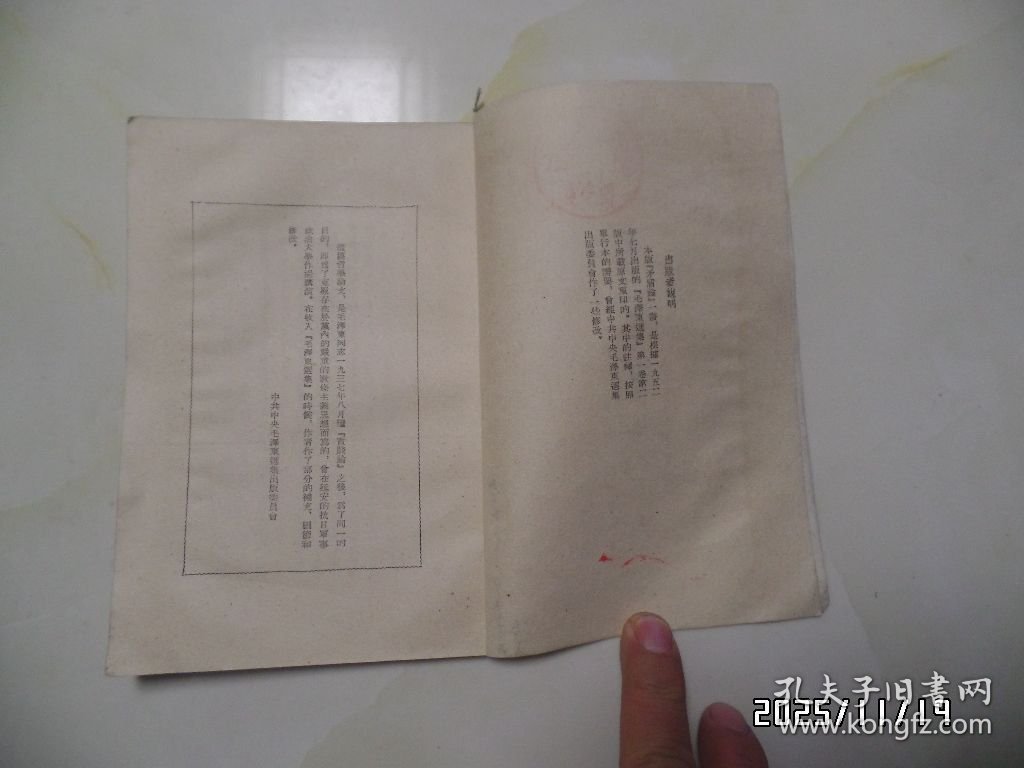 書籍者說明
本版『矛盾論』一書，是根據一九五二
年七月出版的『毛澤東選集』第一卷第二
版中所載原文重印的。其中的註釋，按照
單行本的需要，曾經中共中央毛澤東選集
出版委員會作了一些修改。
這篇哲學論文，是毛澤東同志一九三七年八月繼『實踐論』之後，爲了同一的
目的，卽爲了克服存在於黨內的嚴重的敎條主義思想而寫的，曾在延安的抗日軍事
政治大學作過講演。在收入『毛澤東選集』的時候，作者作了部分的補充、刪節和
修改。
中共中央毛澤東選集出版委員會
孔夫子旧書网
www.kongfz.com
2025/11/19